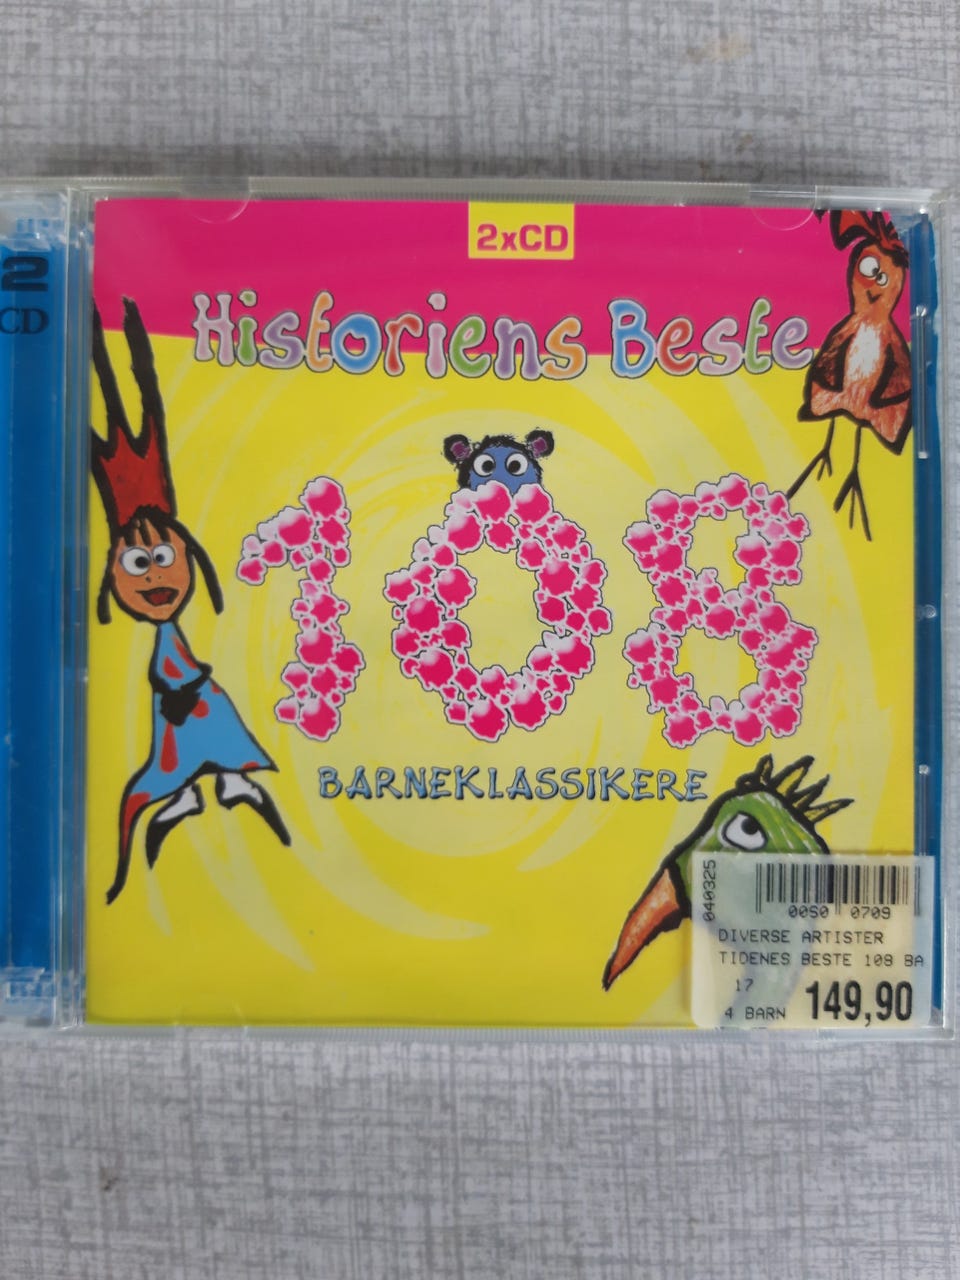 2xCD
2
CD
Historiens Beste
108
BARNEKLASSIKERE
040325
00S0 0709
DIVERSE ARTISTER
TIDENES BESTE 108 BA
17
4 BARN 149,90